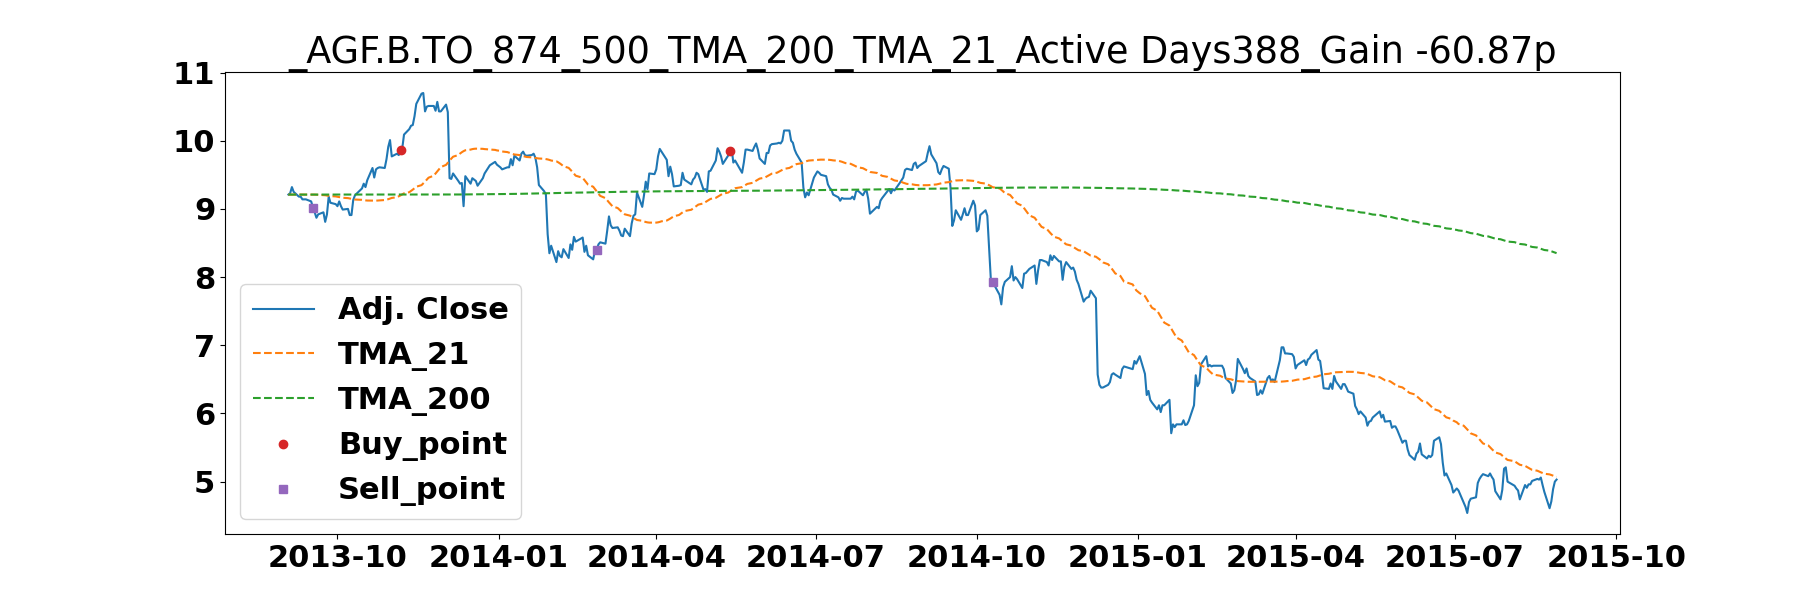 _AGF.B.TO_874_500_TMA_200_TMA_21_Active Days388_Gain -60.87p
11
10
9
8
7
6
5
Adj. Close
TMA_21
TMA_200
Buy_point
Sell_point
2013-10 2014-01 2014-04 2014-07 2014-10 2015-01 2015-04 2015-07 2015-10